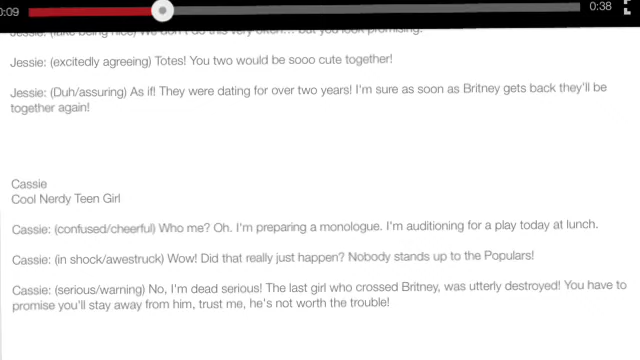 0:09
0:38
Jessie: (fake being nice) We don't do this very often... but you look promising.
Jessie: (excitedly agreeing) Totes! You two would be sooo cute together!
Jessie: (Duh/assuring) As if! They were dating for over two years! I'm sure as soon as Britney gets back they'll be
together again!
Cassie
Cool Nerdy Teen Girl
Cassie: (confused/cheerful) Who me? Oh. I'm preparing a monologue. I'm auditioning for a play today at lunch.
Cassie: (in shock/awestruck) Wow! Did that really just happen? Nobody stands up to the Populars!
Cassie: (serious/warning) No, I'm dead serious! The last girl who crossed Britney, was utterly destroyed! You have to
promise you'll stay away from him, trust me, he's not worth the trouble!